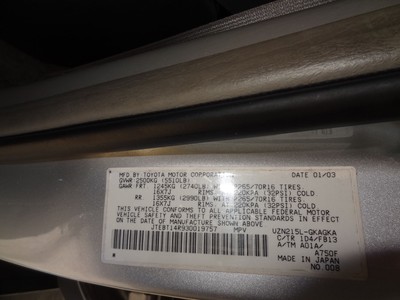 MFD BY TOYOTA MOTOR CORPORATION DATE 01/03
GVWR 2500KG (5510LB)
GAWR FRT 1245KG (2740LB) WITH P265/70R16 TIRES.
16X7J RIMS. AT 220KPA (32PSI) COLD
RR 1355KG (2990LB) WITH P265/70R16 TIRES.
16X7J RIMS. AT 220KPA (32PSI) COLD
THIS VEHICLE CONFORMS TO ALL APPLICABLE FEDERAL MOTOR
VEHICLE SAFETY AND THEFT PREVENTION STANDARDS IN EFFECT
ON THE DATE OF MANUFACTURE SHOWN ABOVE
JTEBT14R930019757 MPV UZN215L-GKAGKA
C/TR 1D4/FB13
A/TM A01A/
A750F
MADE IN JAPAN
NO.008